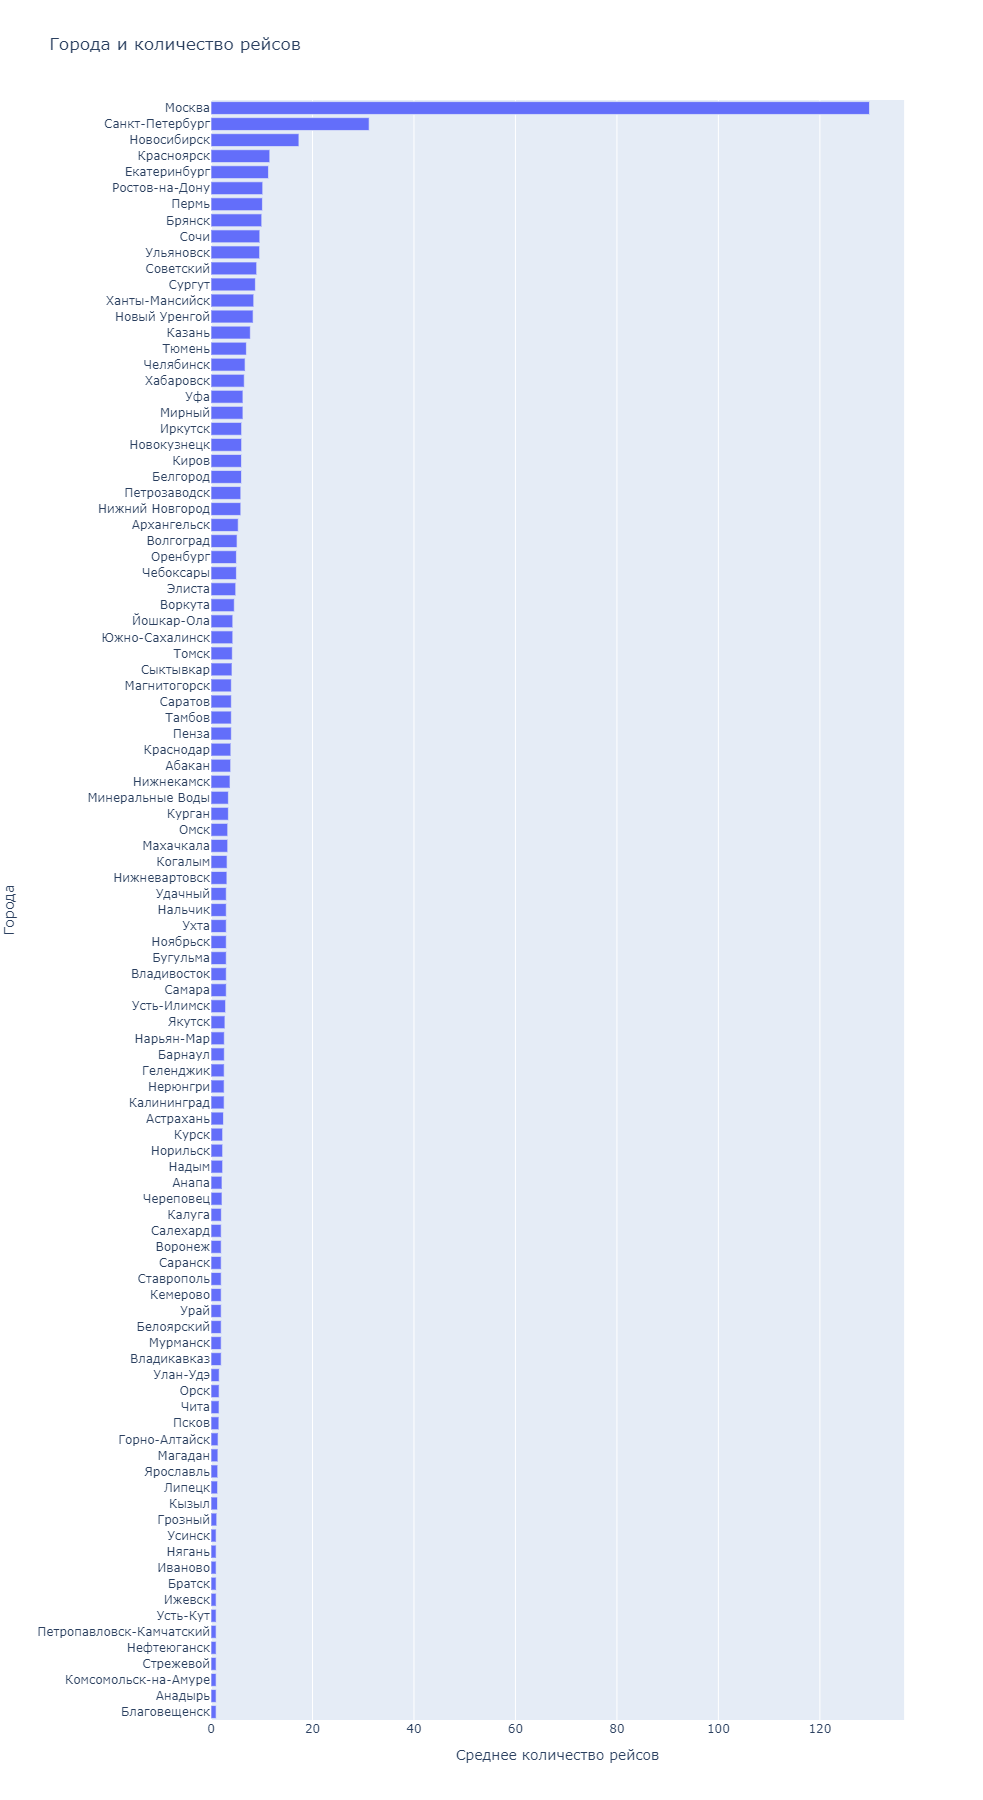 Города и количество рейсов
Москва
Санкт-Петербург
Новосибирск
Красноярск
Екатеринбург
Ростов-на-Дону
Пермь
Брянск
Сочи
Ульяновск
Советский
Сургут
Ханты-Мансийск
Новый Уренгой
Казань
Тюмень
Челябинск
Хабаровск
Уфа
Мирный
Иркутск
Новокузнецк
Киров
Белгород
Петрозаводск
Нижний Новгород
Архангельск
Волгоград
Оренбург
Чебоксары
Элиста
Воркута
Йошкар-Ола
Южно-Сахалинск
Томск
Сыктывкар
Магнитогорск
Саратов
Тамбов
Пенза
Краснодар
Абакан
Нижнекамск
Минеральные Воды
Курган
Омск
Махачкала
Когалым
Нижневартовск
Удачный
Нальчик
Ухта
Ноябрьск
Бугульма
Владивосток
Самара
Усть-Илимск
Якутск
Нарьян-Мар
Барнаул
Геленджик
Нерюнгри
Калининград
Астрахань
Курск
Норильск
Надым
Анапа
Череповец
Калуга
Салехард
Воронеж
Саранск
Ставрополь
Кемерово
Урай
Белоярский
Мурманск
Владикавказ
Улан-Удэ
Орск
Чита
Псков
Горно-Алтайск
Магадан
Ярославль
Липецк
Кызыл
Грозный
Усинск
Нягань
Иваново
Братск
Ижевск
Усть-Кут
Петропавловск-Камчатский
Нефтеюганск
Стрежевой
Комсомольск-на-Амуре
Анадырь
Благовещенск
Города
0 20 40 60 80 100 120
Среднее количество рейсов